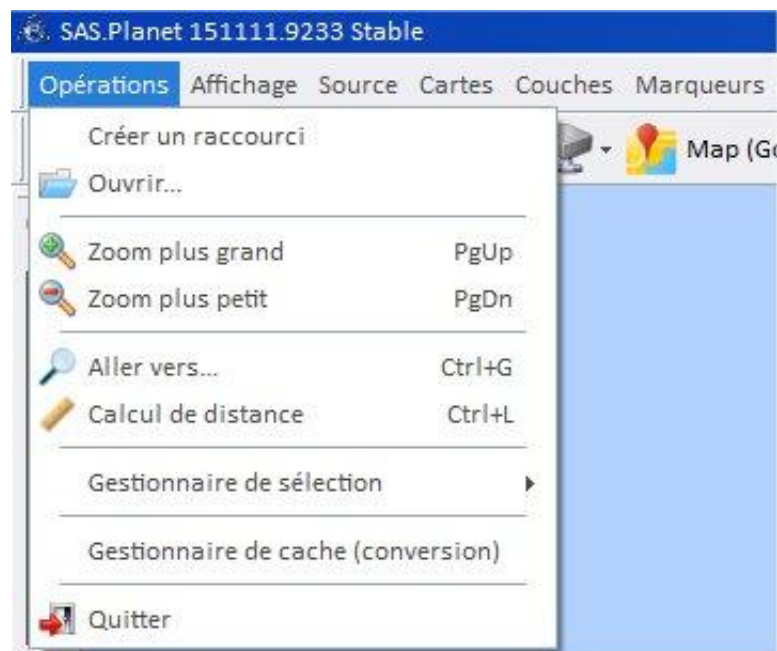 SAS.Planet 151111.9233 Stable
Opérations Affichage Source Cartes Couches Marqueurs
Map (Go
Créer un raccourci
Ouvrir...
Zoom plus grand PgUp
Zoom plus petit PgDn
Aller vers... Ctrl+G
Calcul de distance Ctrl+L
Gestionnaire de sélection
Gestionnaire de cache (conversion)
Quitter